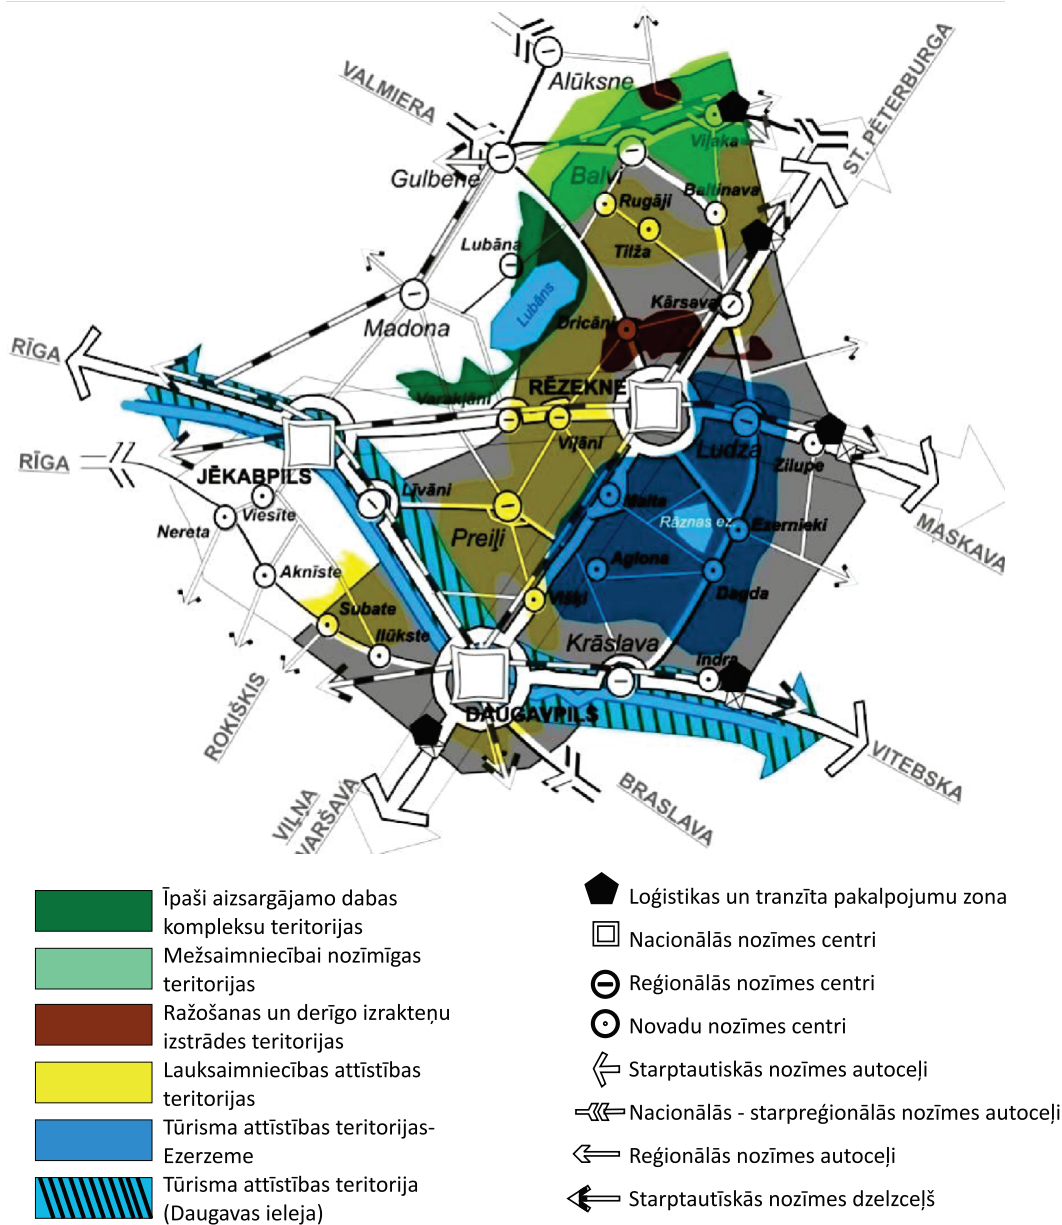 Alūksne
VALMIERA
ST. PĒTERBURGA
Viļaka
Gulbene
Balvi
Baltinava
Rugāji
Lubāna
Tilža
Lubāns
Kārsava
Madona
Dricāni
RĪGA
RĒZEKNE
Varakļāni
Viļāni
Ludza
RĪGA
JĒKABPILS
Zilupe
Līvāni
Malta
Viesīte
Nereta
Rāznas ez.
Ezernieki
MASKAVA
Preiļi
Aglona
Aknīste
Dagda
Višķi
Subate
Ilūkste
Krāslava
Indra
ROKIŠKIS
DAUGAVPILS
VITEBSKA
VIĻŅA
VARŠAVA
BRASLAVA
Īpaši aizsargājamo dabas
kompleksu teritorijas
Mežsaimniecībai nozīmīgas
teritorijas
Ražošanas un derīgo izrakteņu
izstrādes teritorijas
Lauksaimniecības attīstības
teritorijas
Tūrisma attīstības teritorijas-
Ezerzeme
Tūrisma attīstības teritorija
(Daugavas ieleja)
Loģistikas un tranzīta pakalpojumu zona
Nacionālās nozīmes centri
Reģionālās nozīmes centri
Novadu nozīmes centri
Starptautiskās nozīmes autoceļi
Nacionālās - starpreģionālās nozīmes autoceļi
Reģionālās nozīmes autoceļi
Starptautīskās nozīmes dzelzceļš